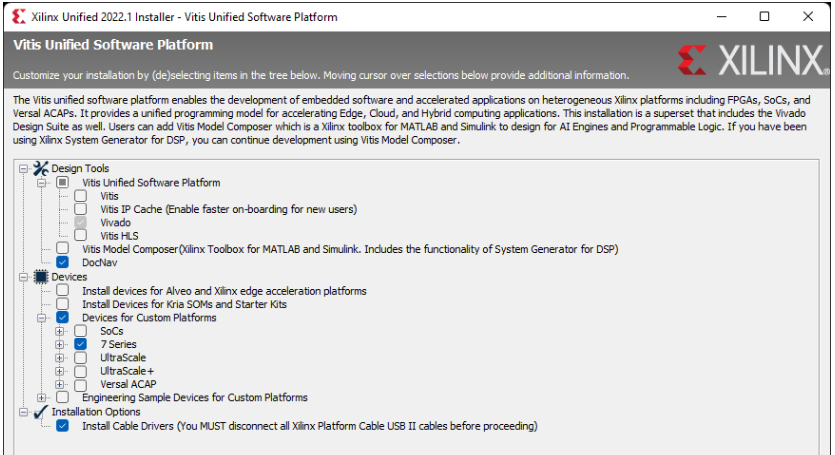 Xilinx Unified 2022.1 Installer - Vitis Unified Software Platform
Vitis Unified Software Platform
XILINX
Customize your installation by (de)selecting items in the tree below. Moving cursor over selections below provide additional information.
The Vitis unified software platform enables the development of embedded software and accelerated applications on heterogeneous Xilinx platforms including FPGAs, SoCs, and
Versal ACAPs. It provides a unified programming model for accelerating Edge, Cloud, and Hybrid computing applications. This installation is a superset that includes the Vivado
Design Suite as well. Users can add Vitis Model Composer which is a Xilinx toolbox for MATLAB and Simulink to design for AI Engines and Programmable Logic. If you have been
using Xilinx System Generator for DSP, you can continue development using Vitis Model Composer.
Design Tools
Vitis Unified Software Platform
Vitis
Vitis IP Cache (Enable faster on-boarding for new users)
Vivado
Vitis HLS
Vitis Model Composer(Xilinx Toolbox for MATLAB and Simulink. Includes the functionality of System Generator for DSP)
DocNav
Devices
Install devices for Alveo and Xilinx edge acceleration platforms
Install Devices for Kria SOMs and Starter Kits
Devices for Custom Platforms
SoCs
7 Series
UltraScale
UltraScale+
Versal ACAP
Engineering Sample Devices for Custom Platforms
Installation Options
Install Cable Drivers (You MUST disconnect all Xilinx Platform Cable USB II cables before proceeding)